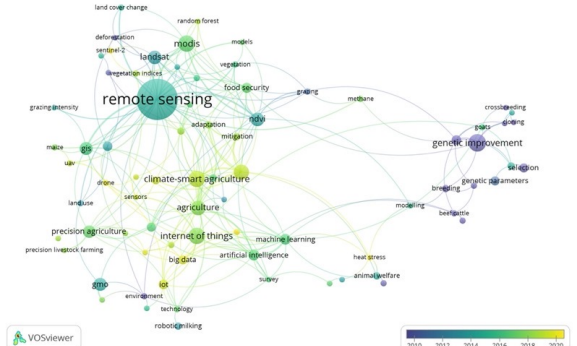 land cover change
random forest
deforestation
modis
models
sentinel-2
landsat
vegetation
vegetation indices
food security
grazing
methane
remote sensing
grazing intensity
ndvi
crossbreeding
cloning
goats
adaptation
mitigation
genetic improvement
maize
gis
uav
selection
climate-smart agriculture
drone
genetic parameters
breeding
sensors
land use
agriculture
modelling
beef cattle
precision agriculture
internet of things
machine learning
precision livestock farming
big data
artificial intelligence
heat stress
animal welfare
gmo
iot
survey
environment
technology
robotic milking
VOSviewer
2010 2012 2014 2016 2018 2020